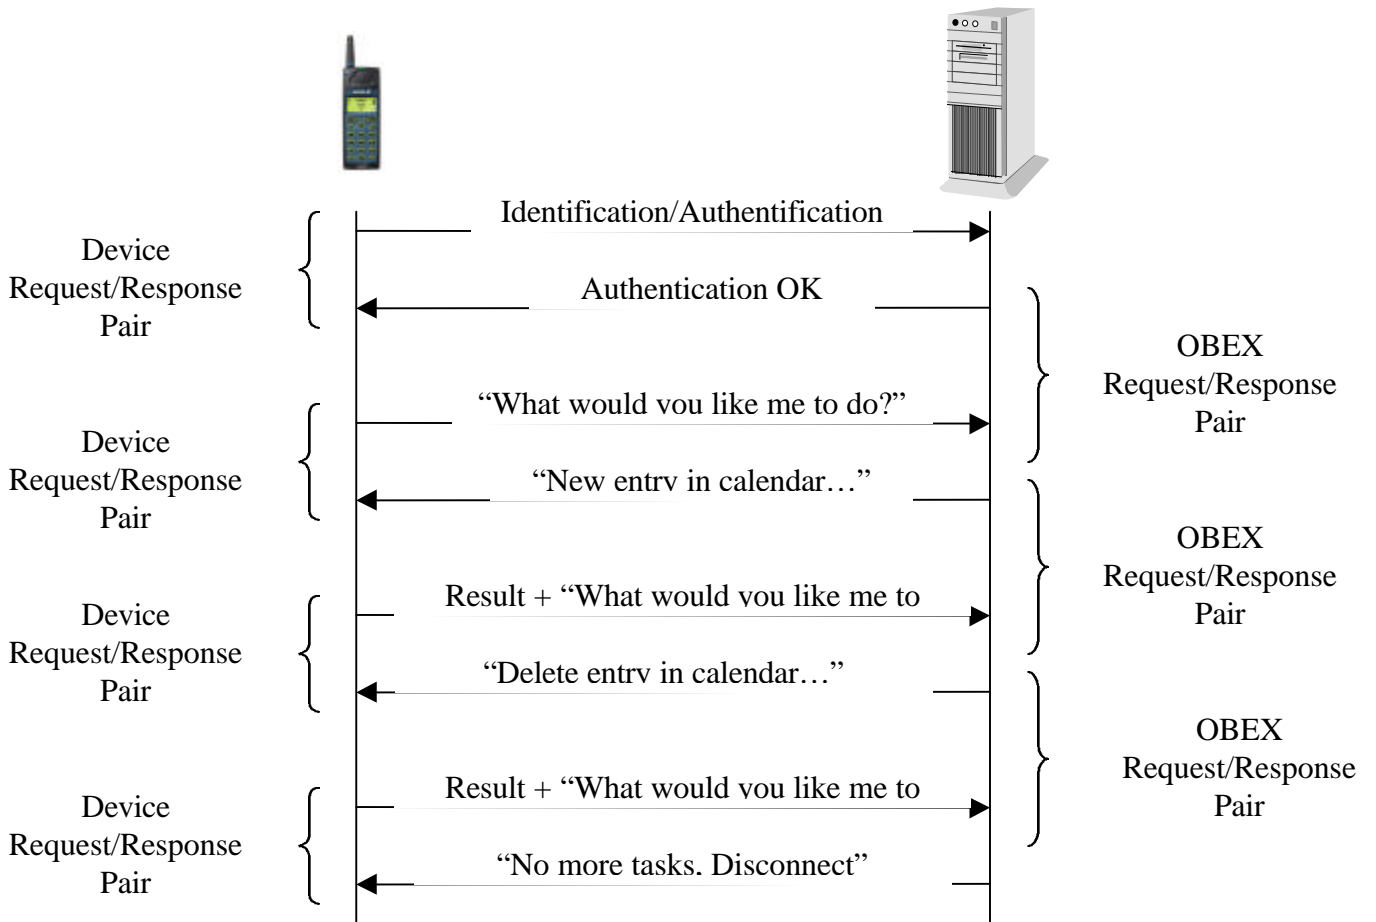 Identification/Authentification
Device
Request/Response
Pair
Authentication OK
OBEX
Request/Response
Pair
“What would you like me to do?”
Device
Request/Response
Pair
“New entry in calendar…”
OBEX
Request/Response
Pair
Result + “What would you like me to
Device
Request/Response
Pair
“Delete entry in calendar…”
OBEX
Request/Response
Pair
Result + “What would you like me to
Device
Request/Response
Pair
“No more tasks, Disconnect”